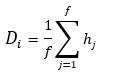 $D_i = \frac{1}{f}\sum_{j=1}^{f} h_j$